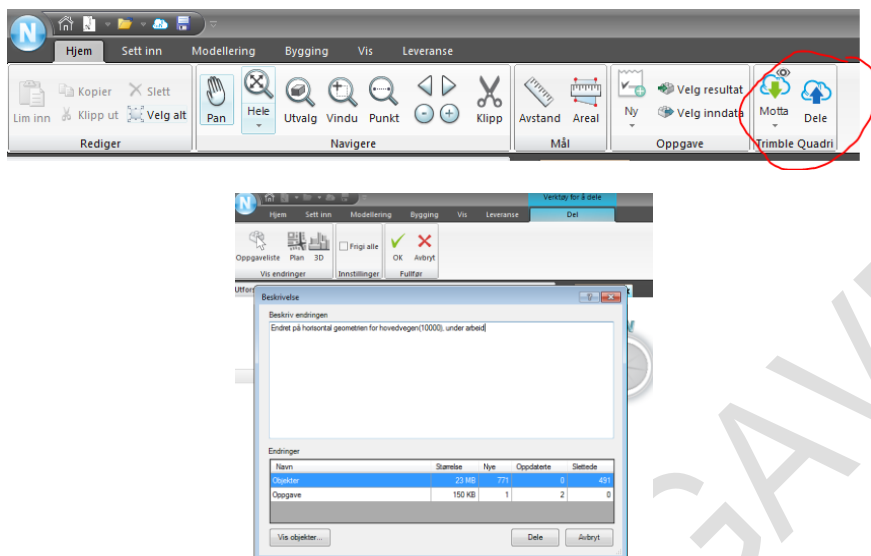 N
Hjem Sett inn Modellering Bygging Vis Leveranse
Kopier Slett
Lim inn Klipp ut Velg alt
Pan Hele Utvalg Vindu Punkt Klipp
Avstand Areal
Ny Velg resultat
Velg inndata
Motta Dele
Rediger Navigere Mål Oppgave Trimble Quadri
N
Verktøy for å dele
Hjem Sett inn Modellering Bygging Vis Leveranse Del
Oppgaveliste Plan 3D Frigi alle OK Avbryt
Vis endringer Innstillinger Fullfør
Utfors
Beskrivelse
Beskriv endringen
Endret på horisontal geometrien for hovedvegen(10000), under arbeid
Endringer
Navn Størrelse Nye Oppdaterte Slettede
Objekter 23 MB 771 0 491
Oppgave 150 KB 1 2 0
Vis objekter... Dele Avbryt
GAV